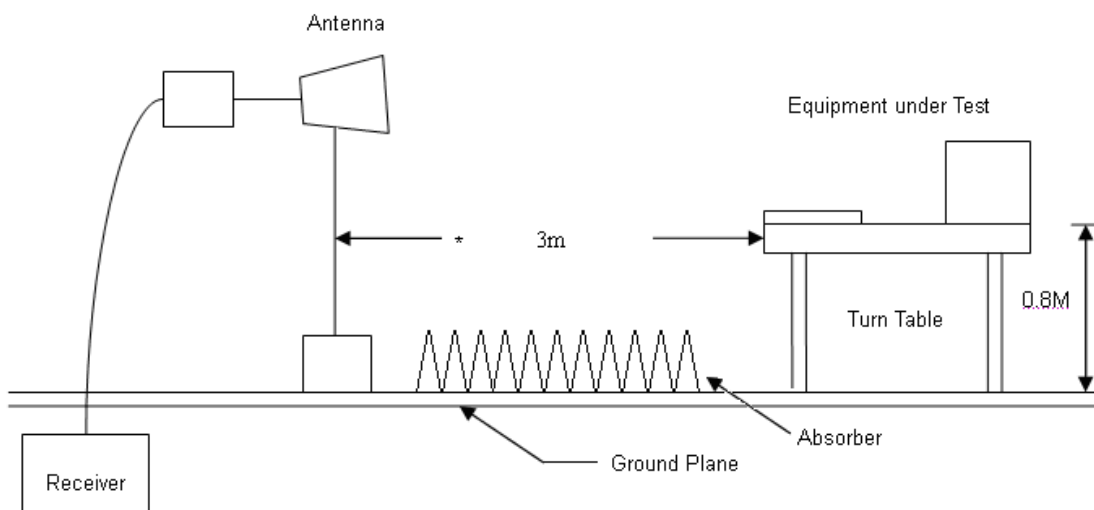 Antenna
Equipment under Test
* 3m
0.8M
Turn Table
Absorber
Ground Plane
Receiver